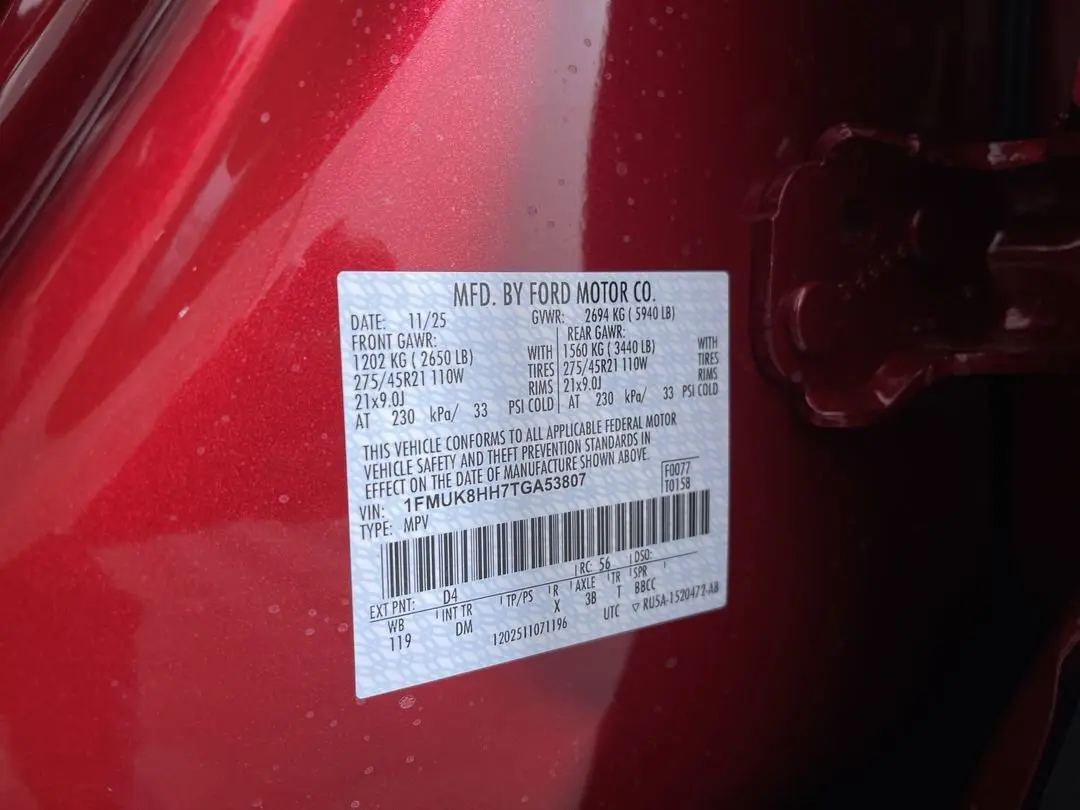 MFD. BY FORD MOTOR CO.
DATE: 11/25 GVWR: 2694 KG ( 5940 LB)
FRONT GAWR: REAR GAWR:
1202 KG ( 2650 LB) WITH 1560 KG ( 3440 LB) WITH
275/45R21 110W TIRES 275/45R21 110W TIRES
21x9.0J RIMS 21x9.0J RIMS
AT 230 kPa/ 33 PSI COLD AT 230 kPa/ 33 PSI COLD
THIS VEHICLE CONFORMS TO ALL APPLICABLE FEDERAL MOTOR
VEHICLE SAFETY AND THEFT PREVENTION STANDARDS IN
EFFECT ON THE DATE OF MANUFACTURE SHOWN ABOVE.
VIN: 1FMUK8HH7TGA53807 F0077
TYPE: MPV T0158
EXT PNT: D4 RC: 56 DSO:
WB INT TR TP/PS R AXLE TR SPR
119 DM X 3B T BBCC
1202511071196 UTC ▽ RU5A-1520472-AB